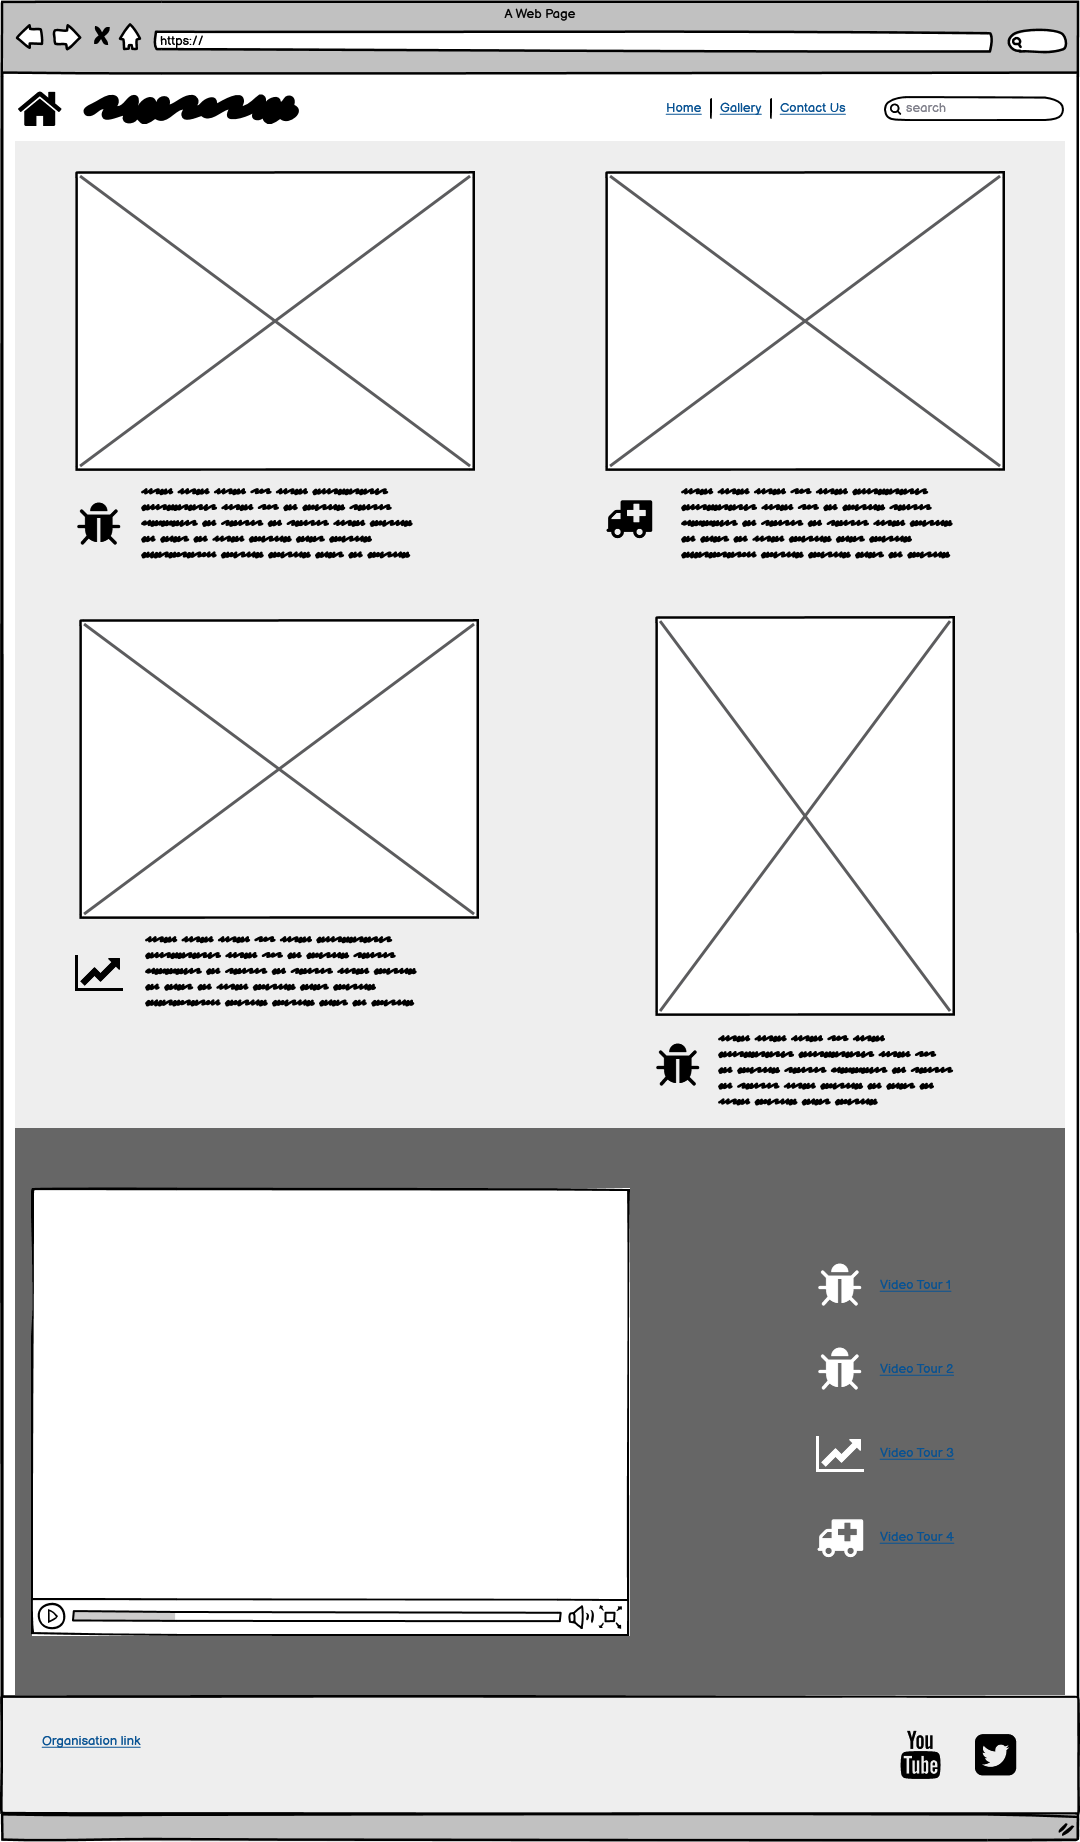 A Web Page
https://
Home | Gallery | Contact Us
search
Video Tour 1
Video Tour 2
Video Tour 3
Video Tour 4
Organisation link
You
Tube